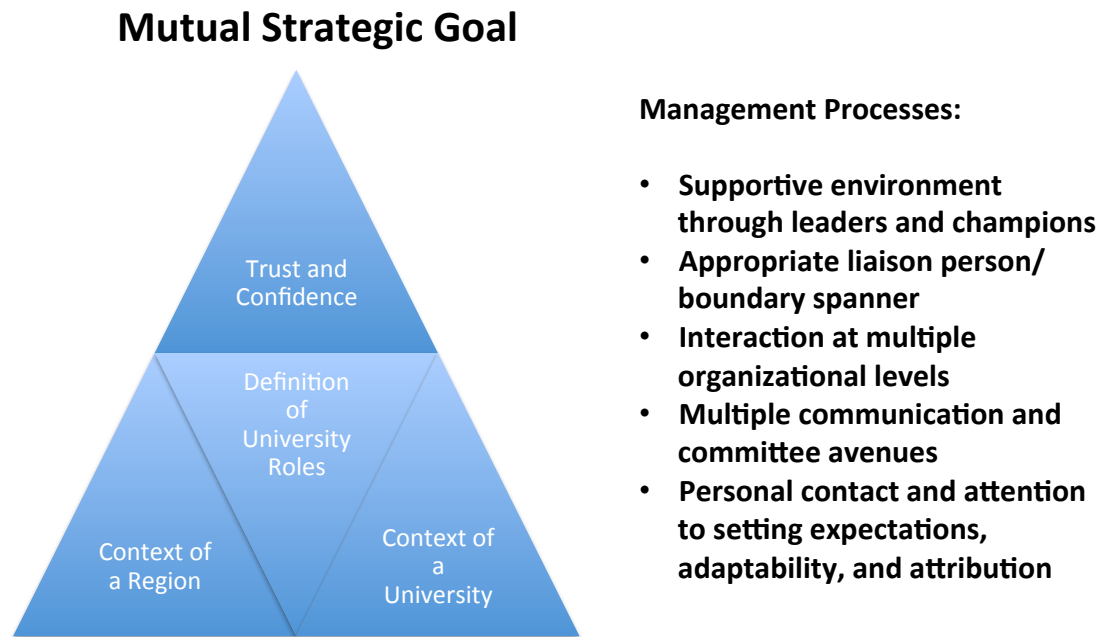 Mutual Strategic Goal
Trust and
Confidence
Definition
of
University
Roles
Context of
a Region
Context of
a
University
Management Processes:
• Supportive environment
through leaders and champions
• Appropriate liaison person/
boundary spanner
• Interaction at multiple
organizational levels
• Multiple communication and
committee avenues
• Personal contact and attention
to setting expectations,
adaptability, and attribution